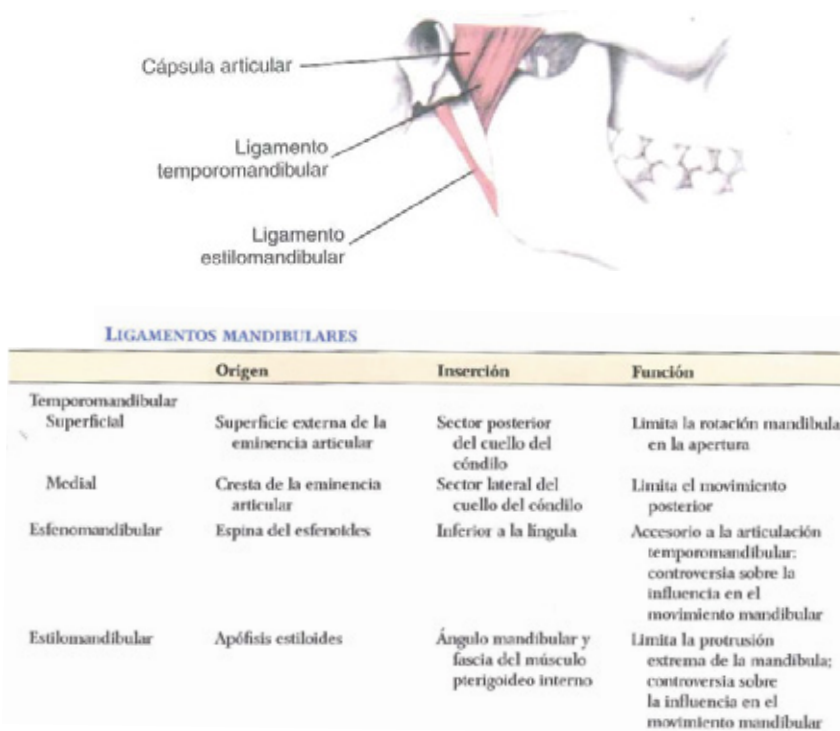 Cápsula articular
Ligamento
temporomandibular
Ligamento
estilomandibular
LIGAMENTOS MANDIBULARES
Origen Inserción Función
Temporomandibular
Superficial Superficie externa de la Sector posterior Limita la rotación mandibula
eminencia articular del cuello del en la apertura
cóndilo
Medial Cresta de la eminencia Sector lateral del Limita el movimiento
articular cuello del cóndilo posterior
Esfenomandibular Espina del esfenoides Inferior a la língula Accesorio a la articulación
temporomandibular:
controversia sobre la
influencia en el
movimiento mandibular
Estilomandibular Apófisis estiloides Ángulo mandibular y Limita la protrusión
fascia del músculo extrema de la mandíbula;
pterigoideo interno controversia sobre
la influencia en el
movimiento mandibular